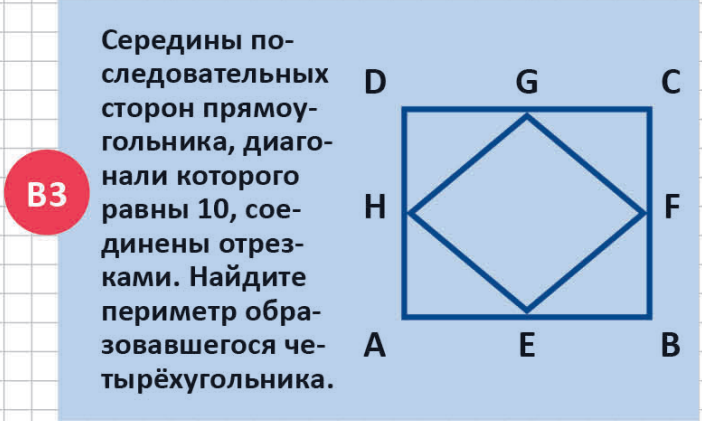 Середины по-
следовательных
сторон прямоу-
гольника, диаго-
нали которого
равны 10, сое-
динены отрез-
ками. Найдите
периметр обра-
зовавшегося че-
тырёхугольника.
В3
D G C
H F
A E B